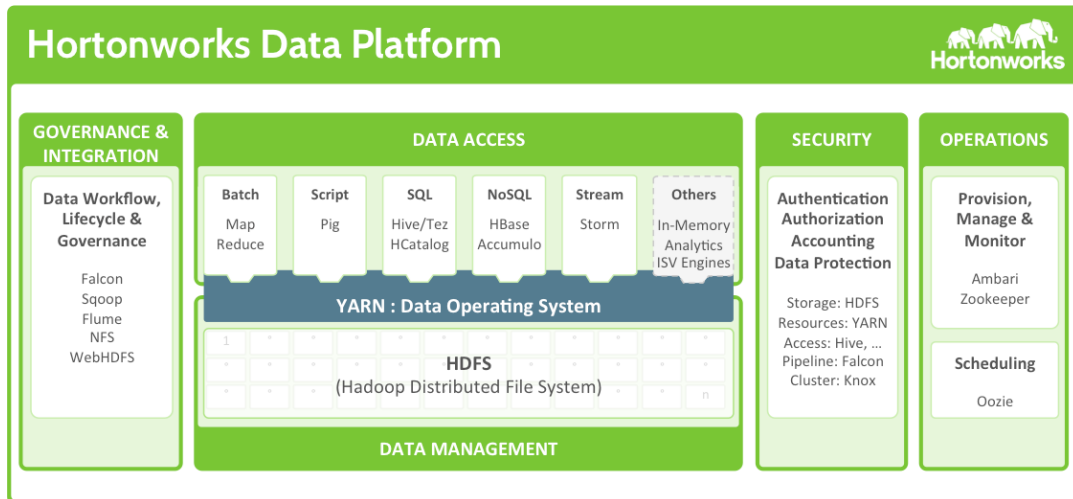 Hortonworks Data Platform
Hortonworks
GOVERNANCE &
INTEGRATION
Data Workflow,
Lifecycle &
Governance
Falcon
Sqoop
Flume
NFS
WebHDFS
DATA ACCESS
Batch
Map
Reduce
Script
Pig
SQL
Hive/Tez
HCatalog
NoSQL
HBase
Accumulo
Stream
Storm
Others
In-Memory
Analytics
ISV Engines
YARN : Data Operating System
1 ° ° ° ° ° ° ° ° ° ° °
HDFS
° ° ° ° ° ° ° ° ° ° ° °
(Hadoop Distributed File System)
° ° ° ° ° ° ° ° ° ° ° n
DATA MANAGEMENT
SECURITY
Authentication
Authorization
Accounting
Data Protection
Storage: HDFS
Resources: YARN
Access: Hive, …
Pipeline: Falcon
Cluster: Knox
OPERATIONS
Provision,
Manage &
Monitor
Ambari
Zookeeper
Scheduling
Oozie